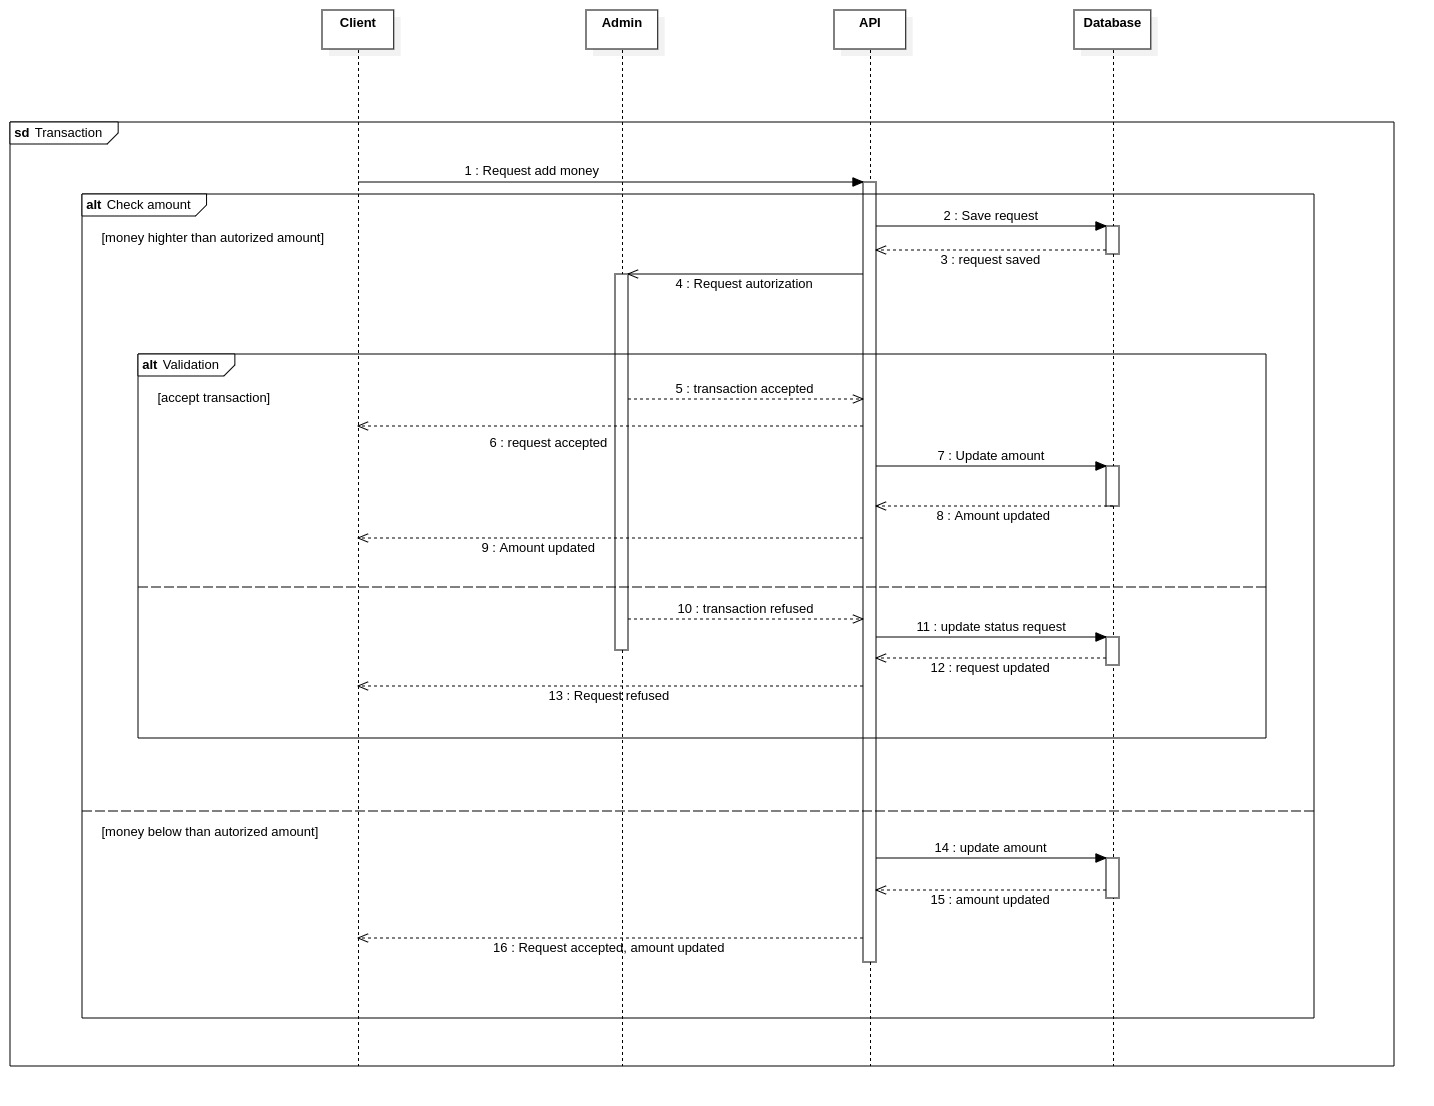 Client
Admin
API
Database
sd Transaction
1 : Request add money
alt Check amount
2 : Save request
[money highter than autorized amount]
3 : request saved
4 : Request autorization
alt Validation
5 : transaction accepted
[accept transaction]
6 : request accepted
7 : Update amount
8 : Amount updated
9 : Amount updated
10 : transaction refused
11 : update status request
12 : request updated
13 : Request refused
[money below than autorized amount]
14 : update amount
15 : amount updated
16 : Request accepted, amount updated